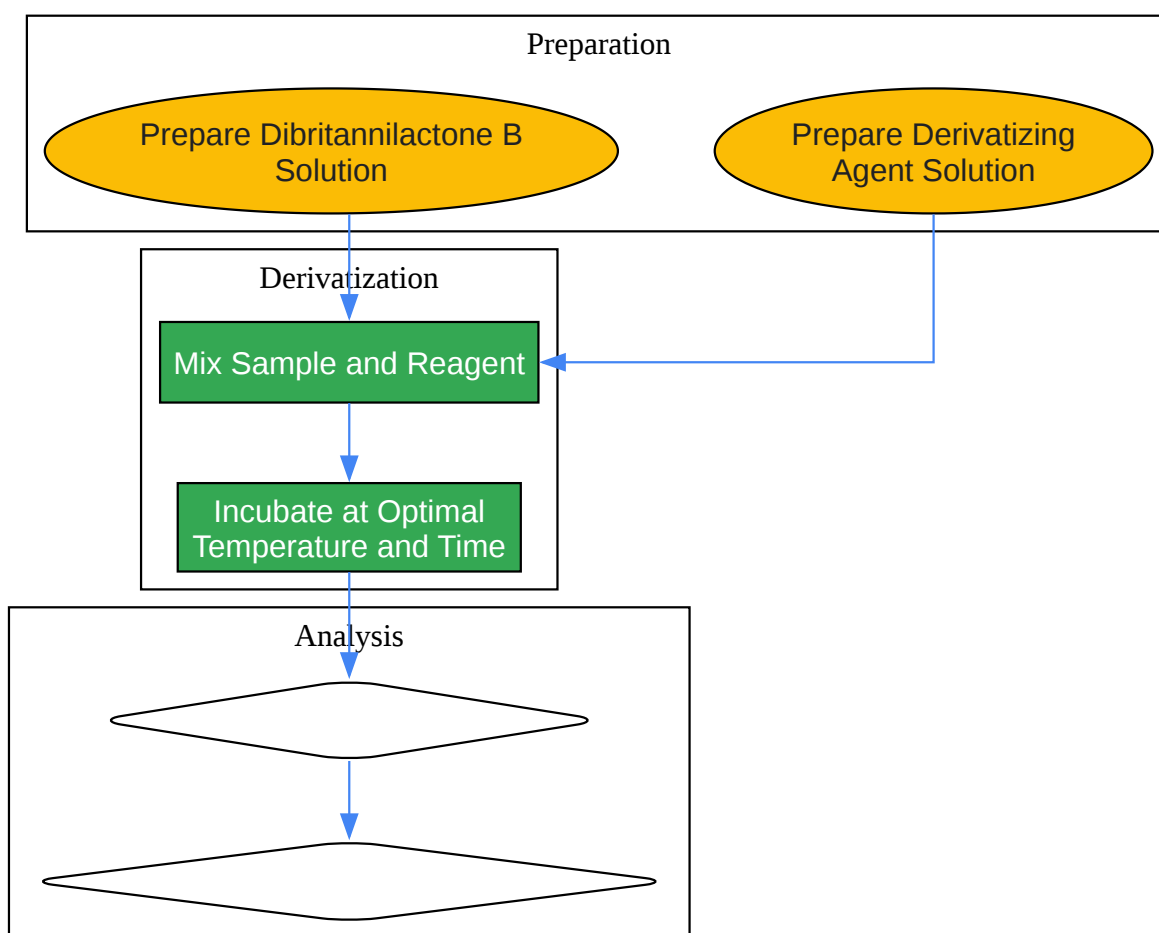 Preparation
Prepare Dibritannilactone B
Solution
Prepare Derivatizing
Agent Solution
Derivatization
Mix Sample and Reagent
Incubate at Optimal
Temperature and Time
Analysis